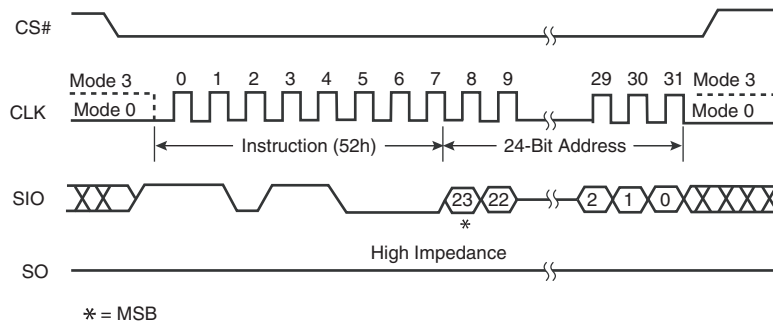 CS#
Mode 3 0 1 2 3 4 5 6 7 8 9 29 30 31 Mode 3
CLK Mode 0 Mode 0
Instruction (52h) 24-Bit Address
SIO 23 22 2 1 0
*
High Impedance
SO
* = MSB